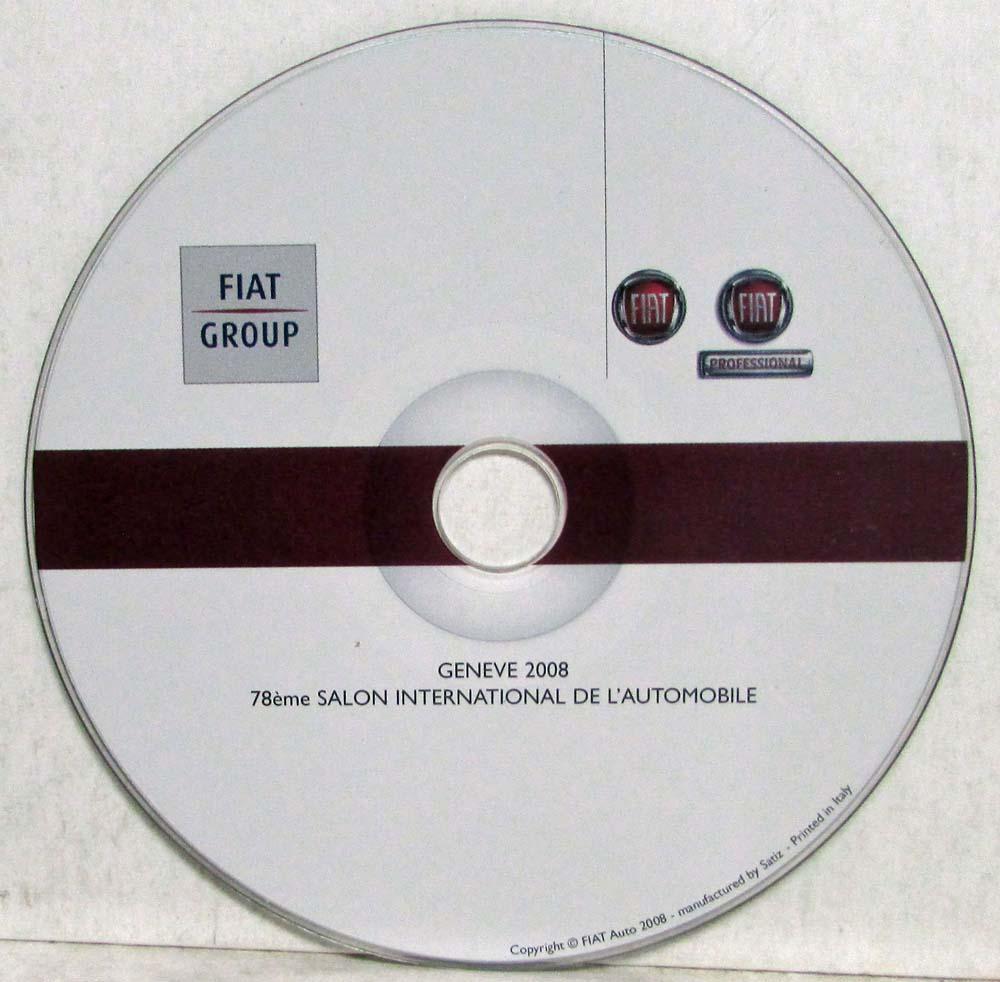 FIAT
GROUP
FIAT
FIAT
PROFESSIONAL
GENEVE 2008
78ème SALON INTERNATIONAL DE L'AUTOMOBILE
Copyright © FIAT Auto 2008 - manufactured by Satiz - Printed in Italy